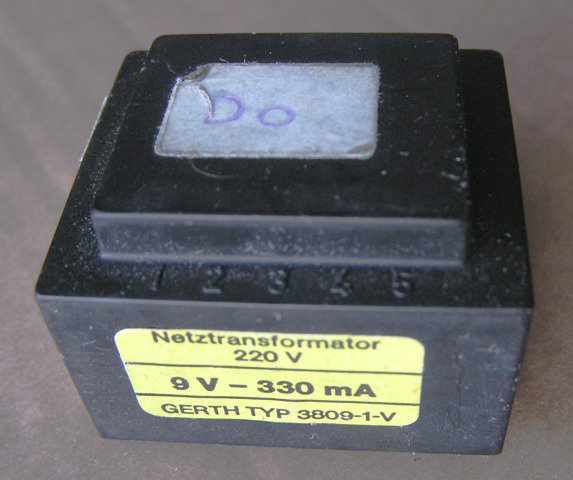 Do
1 2 3 4 5
Netztransformator
220 V
9 V – 330 mA
GERTH TYP 3809-1-V